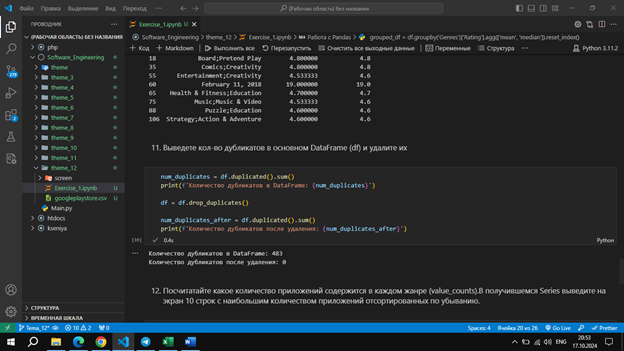 Файл Правка Выделение Вид Переход ···
(Рабочая область) без названия
ПРОВОДНИК ···
Exercise_1.ipynb U
(РАБОЧАЯ ОБЛАСТЬ) БЕЗ НАЗВАНИЯ
php
Software_Engineering
theme
theme_3
theme_4
theme_5
theme_6
theme_7
theme_8
theme_9
theme_10
theme_11
theme_12
screen
Exercise_1.ipynb U
googleplaystore.csv U
Main.py
htdocs
kseniya
СТРУКТУРА
ВРЕМЕННАЯ ШКАЛА
Software_Engineering > theme_12 > Exercise_1.ipynb > Работа с Pandas > grouped_df = df.groupby('Genres')['Rating'].agg(['mean', 'median']).reset_index()
+ Код + Markdown Выполнить все Перезапустить Очистить все выходные данные Переменные Структура ··· Python 3.11.2
18 Board;Pretend Play 4.800000 4.8
35 Comics;Creativity 4.800000 4.8
55 Entertainment;Creativity 4.533333 4.6
60 February 11, 2018 19.000000 19.0
65 Health & Fitness;Education 4.700000 4.7
75 Music;Music & Video 4.533333 4.6
88 Puzzle;Education 4.600000 4.6
106 Strategy;Action & Adventure 4.600000 4.6
11. Выведете кол-во дубликатов в основном DataFrame (df) и удалите их
num_duplicates = df.duplicated().sum()
print(f'Количество дубликатов в DataFrame: {num_duplicates}')
df = df.drop_duplicates()
num_duplicates_after = df.duplicated().sum()
print(f'Количество дубликатов после удаления: {num_duplicates_after}')
[19] 0.4s Python
··· Количество дубликатов в DataFrame: 483
Количество дубликатов после удаления: 0
12. Посчитатайте какое количество приложений содержится в каждом жанре (value_counts).В получившемся Series выведите на
экран 10 строк с наибольшим количеством приложений отсортированных по убыванию.
Tema_12* 10 2 0 Spaces: 4 Ячейка 20 из 26 Go Live Prettier
ENG 20:53
17.10.2024